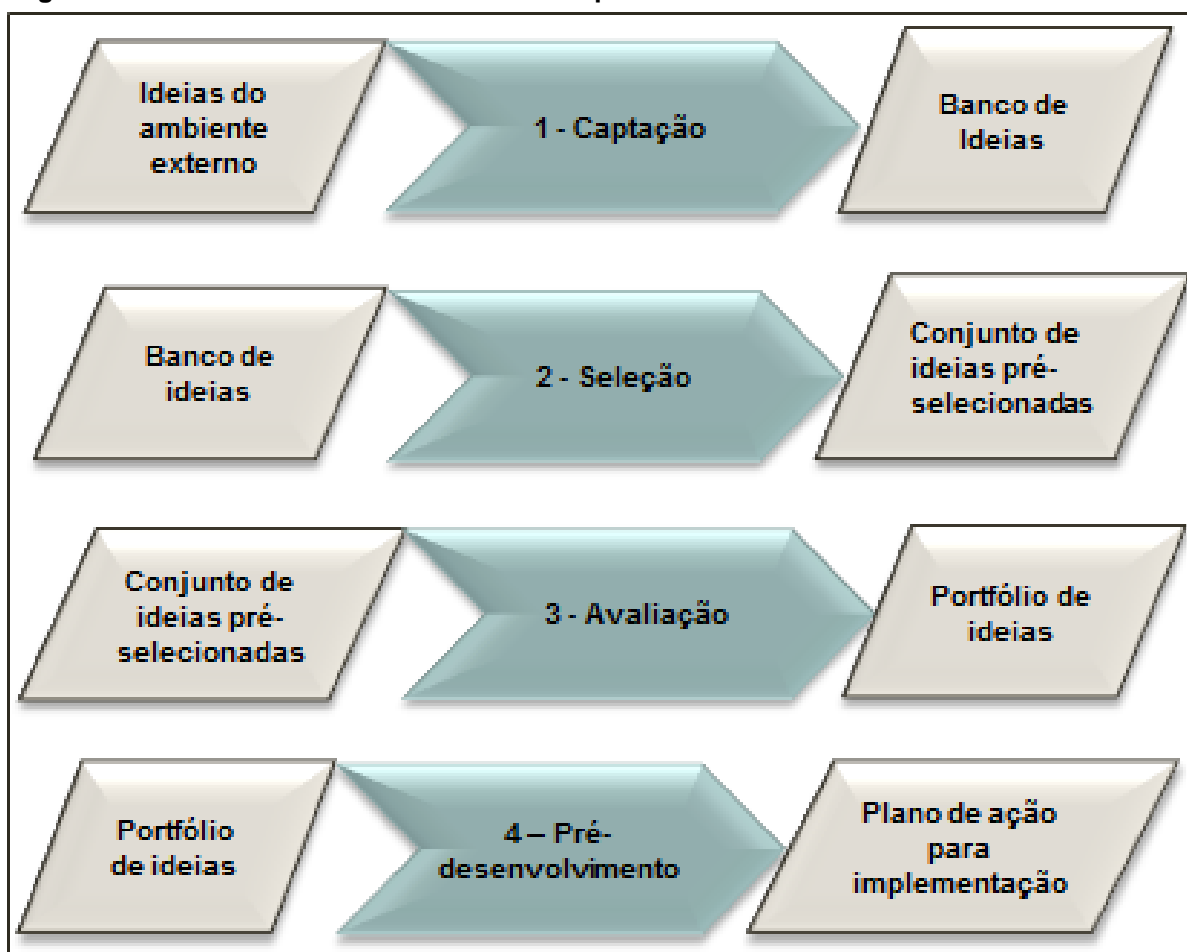 Ideias do
ambiente
externo
1 - Captação
Banco de
Ideias
Banco de
ideias
2 - Seleção
Conjunto de
ideias pré-
selecionadas
Conjunto de
ideias pré-
selecionadas
3 - Avaliação
Portfólio de
ideias
Portfólio
de ideias
4 – Pré-
desenvolvimento
Plano de ação
para
implementação